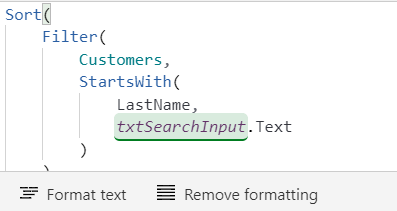 Sort(
Filter(
Customers,
StartsWith(
LastName,
txtSearchInput.Text
)
)
Format text Remove formatting